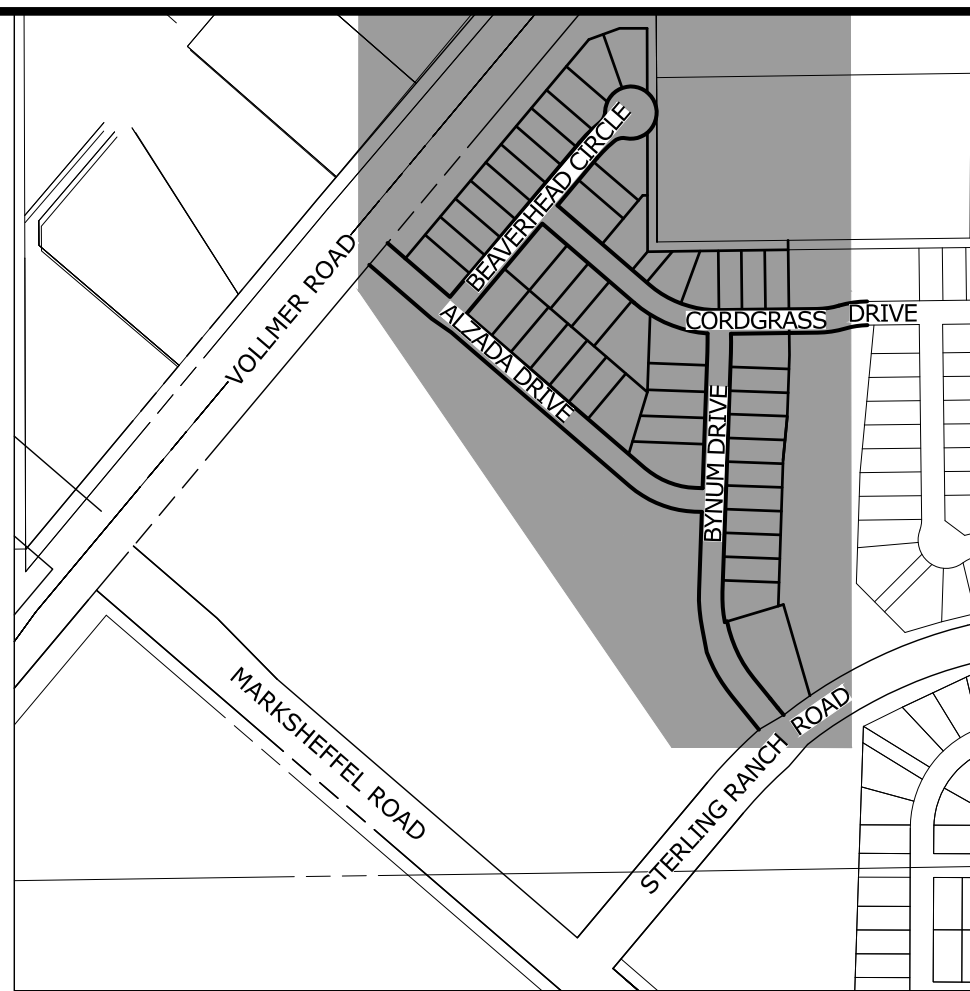 BEAVERHEAD CIRCLE
VOLLMER ROAD
CORDGRASS DRIVE
ALZADA DRIVE
BYNUM DRIVE
MARKSHEFFEL ROAD
STERLING RANCH ROAD